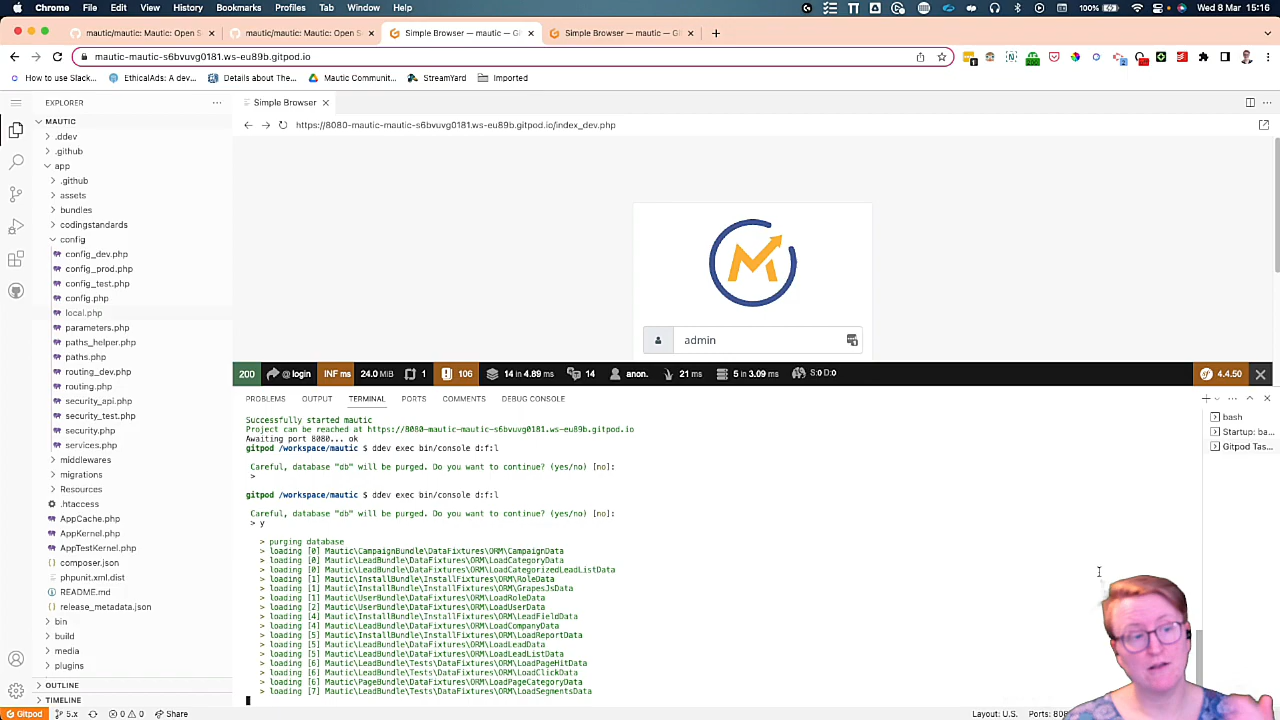 Chrome File Edit View History Bookmarks Profiles Tab Window Help 100% Wed 8 Mar 15:16
mautic/mautic: Mautic: Open S mautic/mautic: Mautic: Open S Simple Browser — mautic — G Simple Browser — mautic — G
mautic-mautic-s6bvuvg0181.ws-eu89b.gitpod.io
How to use Slack... EthicalAds: A dev... Details about the... Mautic Communit... StreamYard Imported
EXPLORER
MAUTIC
.ddev
.github
app
.github
assets
bundles
codingstandards
config
config_dev.php
config_prod.php
config_test.php
config.php
local.php
parameters.php
paths_helper.php
paths.php
routing_dev.php
routing.php
security_api.php
security_test.php
security.php
services.php
middlewares
migrations
Resources
.htaccess
AppCache.php
AppKernel.php
AppTestKernel.php
composer.json
phpunit.xml.dist
README.md
release_metadata.json
bin
build
media
plugins
OUTLINE
TIMELINE
Simple Browser
https://8080-mautic-mautic-s6bvuvg0181.ws-eu89b.gitpod.io/index_dev.php
admin
200 @ login INF ms 24.0 MiB 1 106 14 in 4.89 ms 14 anon. 21 ms 5 in 3.09 ms S:0 D:0 4.4.50
PROBLEMS OUTPUT TERMINAL PORTS COMMENTS DEBUG CONSOLE
Successfully started mautic
Project can be reached at https://8080-mautic-mautic-s6bvuvg0181.ws-eu89b.gitpod.io
Awaiting port 8080... ok
gitpod /workspace/mautic $ ddev exec bin/console d:f:l
Careful, database "db" will be purged. Do you want to continue? (yes/no) [no]:
>
gitpod /workspace/mautic $ ddev exec bin/console d:f:l
Careful, database "db" will be purged. Do you want to continue? (yes/no) [no]:
> y
> purging database
> loading [0] Mautic\CampaignBundle\DataFixtures\ORM\CampaignData
> loading [0] Mautic\LeadBundle\DataFixtures\ORM\LoadCategoryData
> loading [0] Mautic\LeadBundle\DataFixtures\ORM\LoadCategorizedLeadListData
> loading [1] Mautic\InstallBundle\InstallFixtures\ORM\RoleData
> loading [1] Mautic\InstallBundle\InstallFixtures\ORM\GrapesJsData
> loading [1] Mautic\UserBundle\DataFixtures\ORM\LoadRoleData
> loading [2] Mautic\UserBundle\DataFixtures\ORM\LoadUserData
> loading [4] Mautic\InstallBundle\InstallFixtures\ORM\LeadFieldData
> loading [4] Mautic\LeadBundle\DataFixtures\ORM\LoadCompanyData
> loading [5] Mautic\InstallBundle\InstallFixtures\ORM\LoadReportData
> loading [5] Mautic\LeadBundle\DataFixtures\ORM\LoadLeadData
> loading [5] Mautic\LeadBundle\DataFixtures\ORM\LoadLeadListData
> loading [6] Mautic\LeadBundle\Tests\DataFixtures\ORM\LoadPageHitData
> loading [6] Mautic\LeadBundle\Tests\DataFixtures\ORM\LoadClickData
> loading [6] Mautic\PageBundle\DataFixtures\ORM\LoadPageCategoryData
> loading [7] Mautic\LeadBundle\Tests\DataFixtures\ORM\LoadSegmentsData
bash
Startup: ba...
Gitpod Tas...
Gitpod 5.x 0 0 Share Layout: U.S. Ports: 808